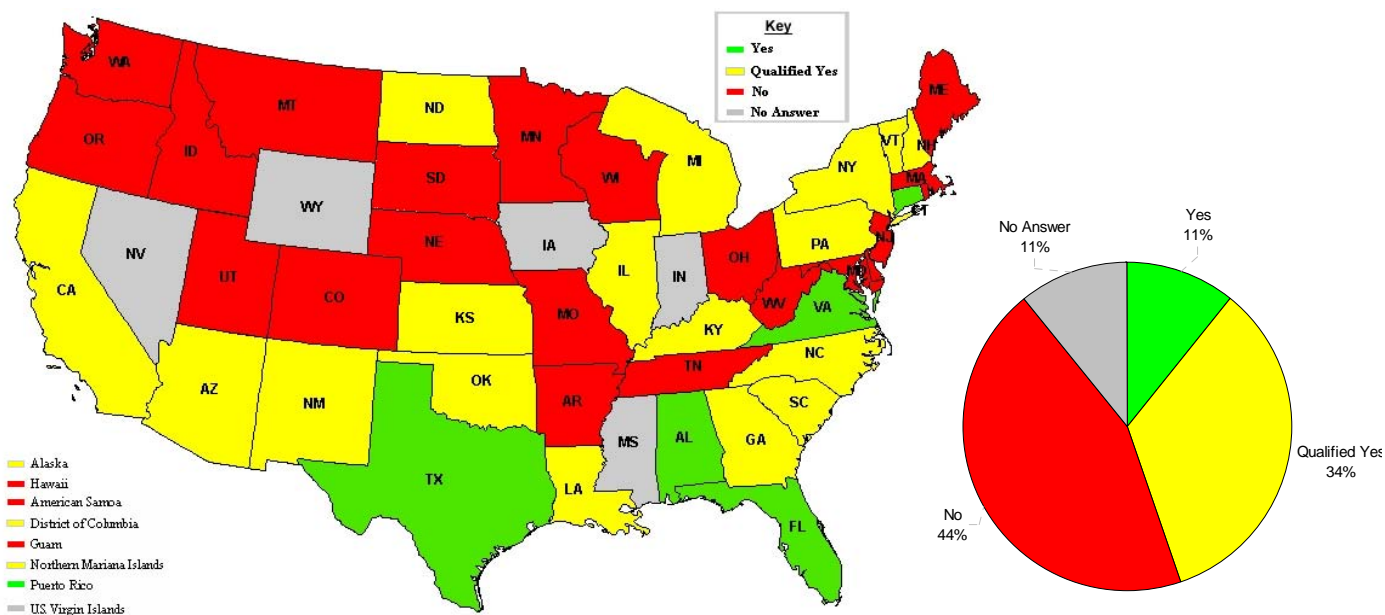 Key
Yes
Qualified Yes
No
No Answer
WA
MT
ND
MN
ME
OR
ID
SD
WI
MI
VT
NH
NY
MA
CT
WY
NE
IA
PA
NJ
NV
UT
CO
IL
IN
OH
MD
CA
KS
MO
WV
VA
KY
AZ
NM
OK
AR
TN
NC
SC
TX
LA
MS
AL
GA
FL
Alaska
Hawaii
American Samoa
District of Columbia
Guam
Northern Mariana Islands
Puerto Rico
U.S. Virgin Islands
No Answer
11%
Yes
11%
Qualified Yes
34%
No
44%